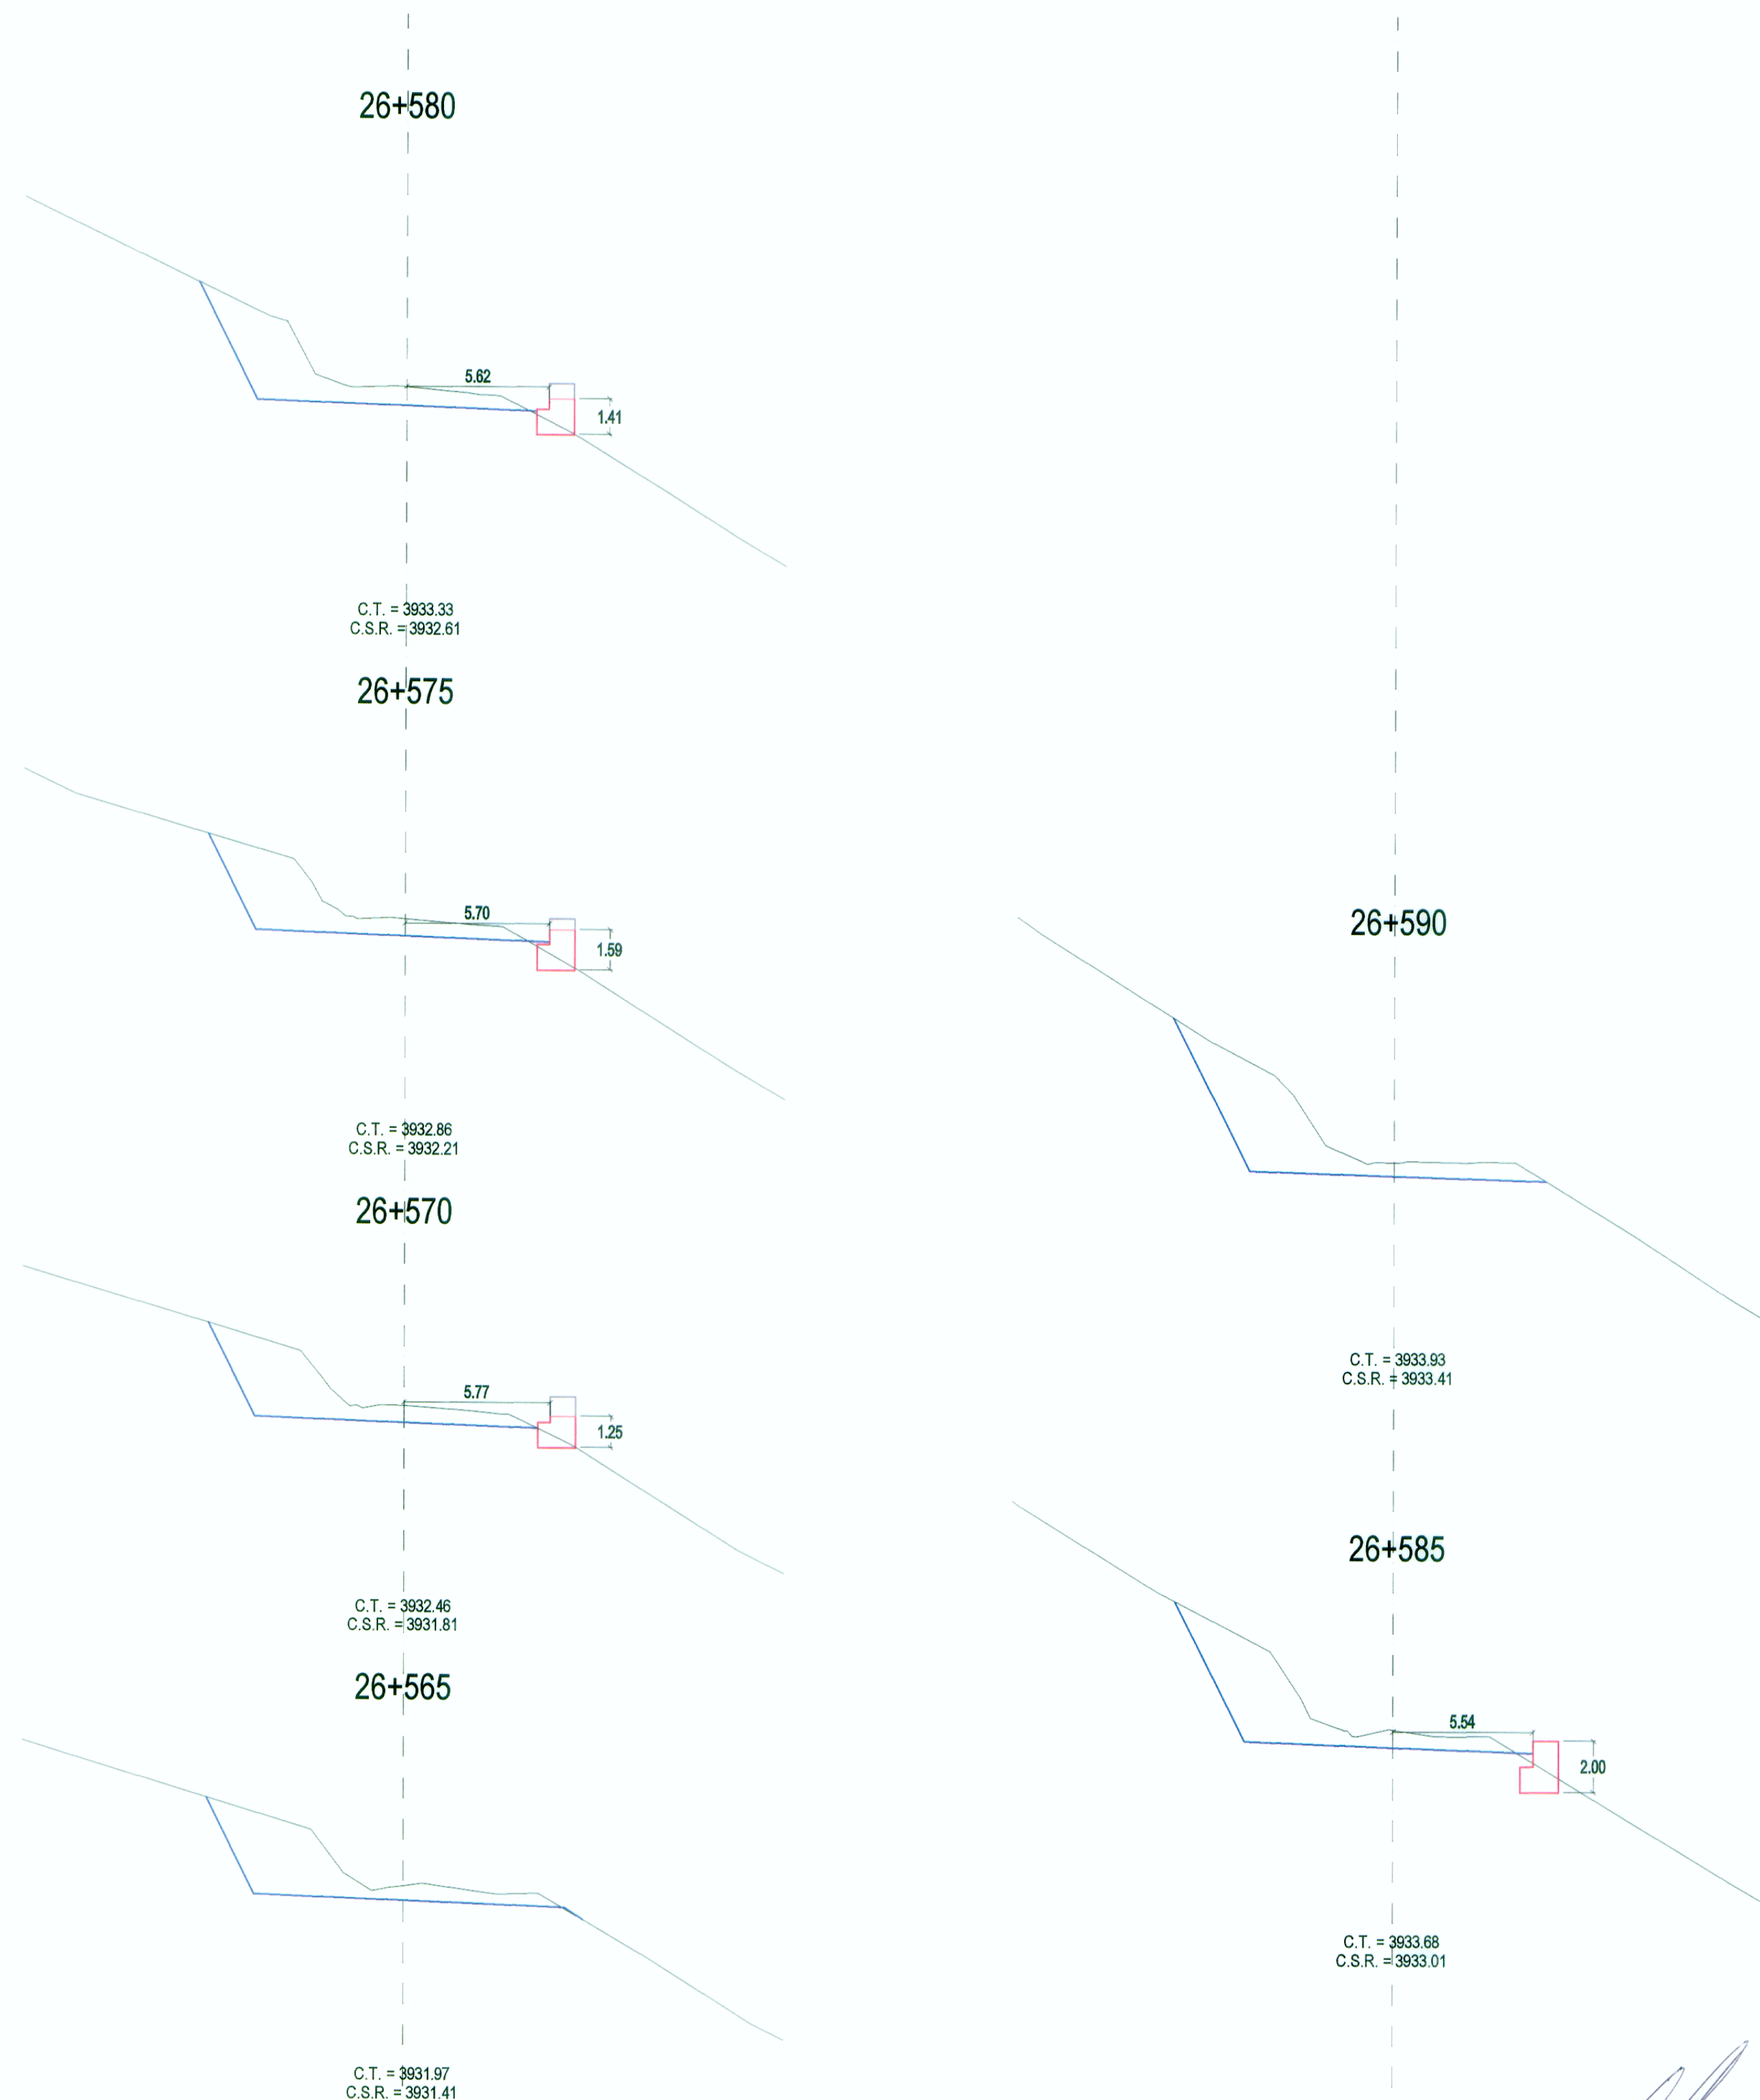 26+580
5.62
1.41
C.T. = 3933.33
C.S.R. = 3932.61
26+575
5.70
1.59
C.T. = 3932.86
C.S.R. = 3932.21
26+570
5.77
1.25
C.T. = 3932.46
C.S.R. = 3931.81
26+565
C.T. = 3931.97
C.S.R. = 3931.41
26+590
C.T. = 3933.93
C.S.R. = 3933.41
26+585
5.54
2.00
C.T. = 3933.68
C.S.R. = 3933.01